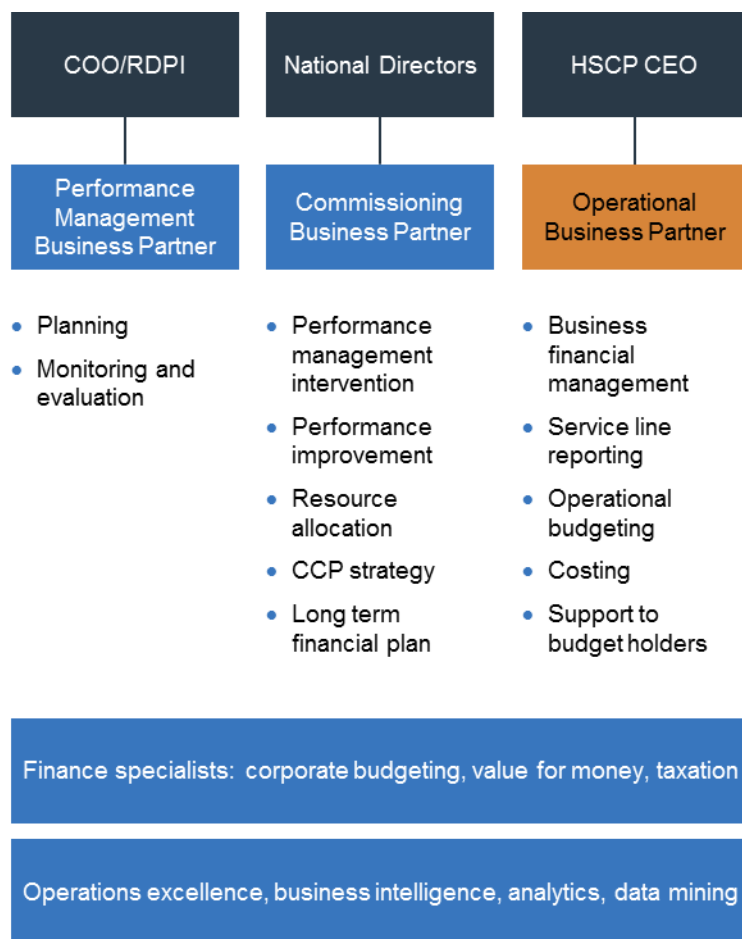 COO/RDPI
National Directors
HSCP CEO
Performance
Management
Business Partner
Commissioning
Business Partner
Operational
Business Partner
• Planning
• Monitoring and
evaluation
• Performance
management
intervention
• Performance
improvement
• Resource
allocation
• CCP strategy
• Long term
financial plan
• Business
financial
management
• Service line
reporting
• Operational
budgeting
• Costing
• Support to
budget holders
Finance specialists: corporate budgeting, value for money, taxation
Operations excellence, business intelligence, analytics, data mining